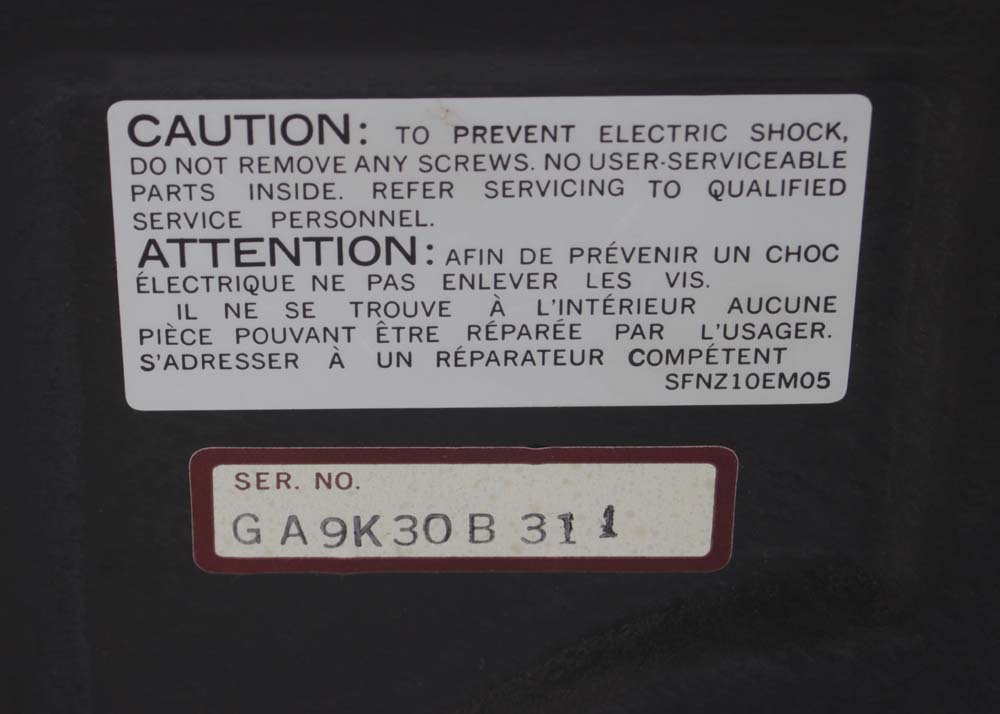 CAUTION: TO PREVENT ELECTRIC SHOCK,
DO NOT REMOVE ANY SCREWS. NO USER-SERVICEABLE
PARTS INSIDE. REFER SERVICING TO QUALIFIED
SERVICE PERSONNEL.
ATTENTION: AFIN DE PRÉVENIR UN CHOC
ÉLECTRIQUE NE PAS ENLEVER LES VIS.
IL NE SE TROUVE À L'INTÉRIEUR AUCUNE
PIÈCE POUVANT ÊTRE RÉPARÉE PAR L'USAGER.
S'ADRESSER À UN RÉPARATEUR COMPÉTENT
SFNZ10EM05
SER. NO.
GA9K30B311